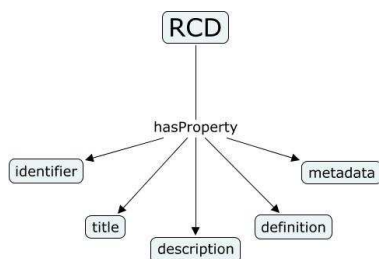 RCD
hasProperty
identifier
metadata
title
definition
description